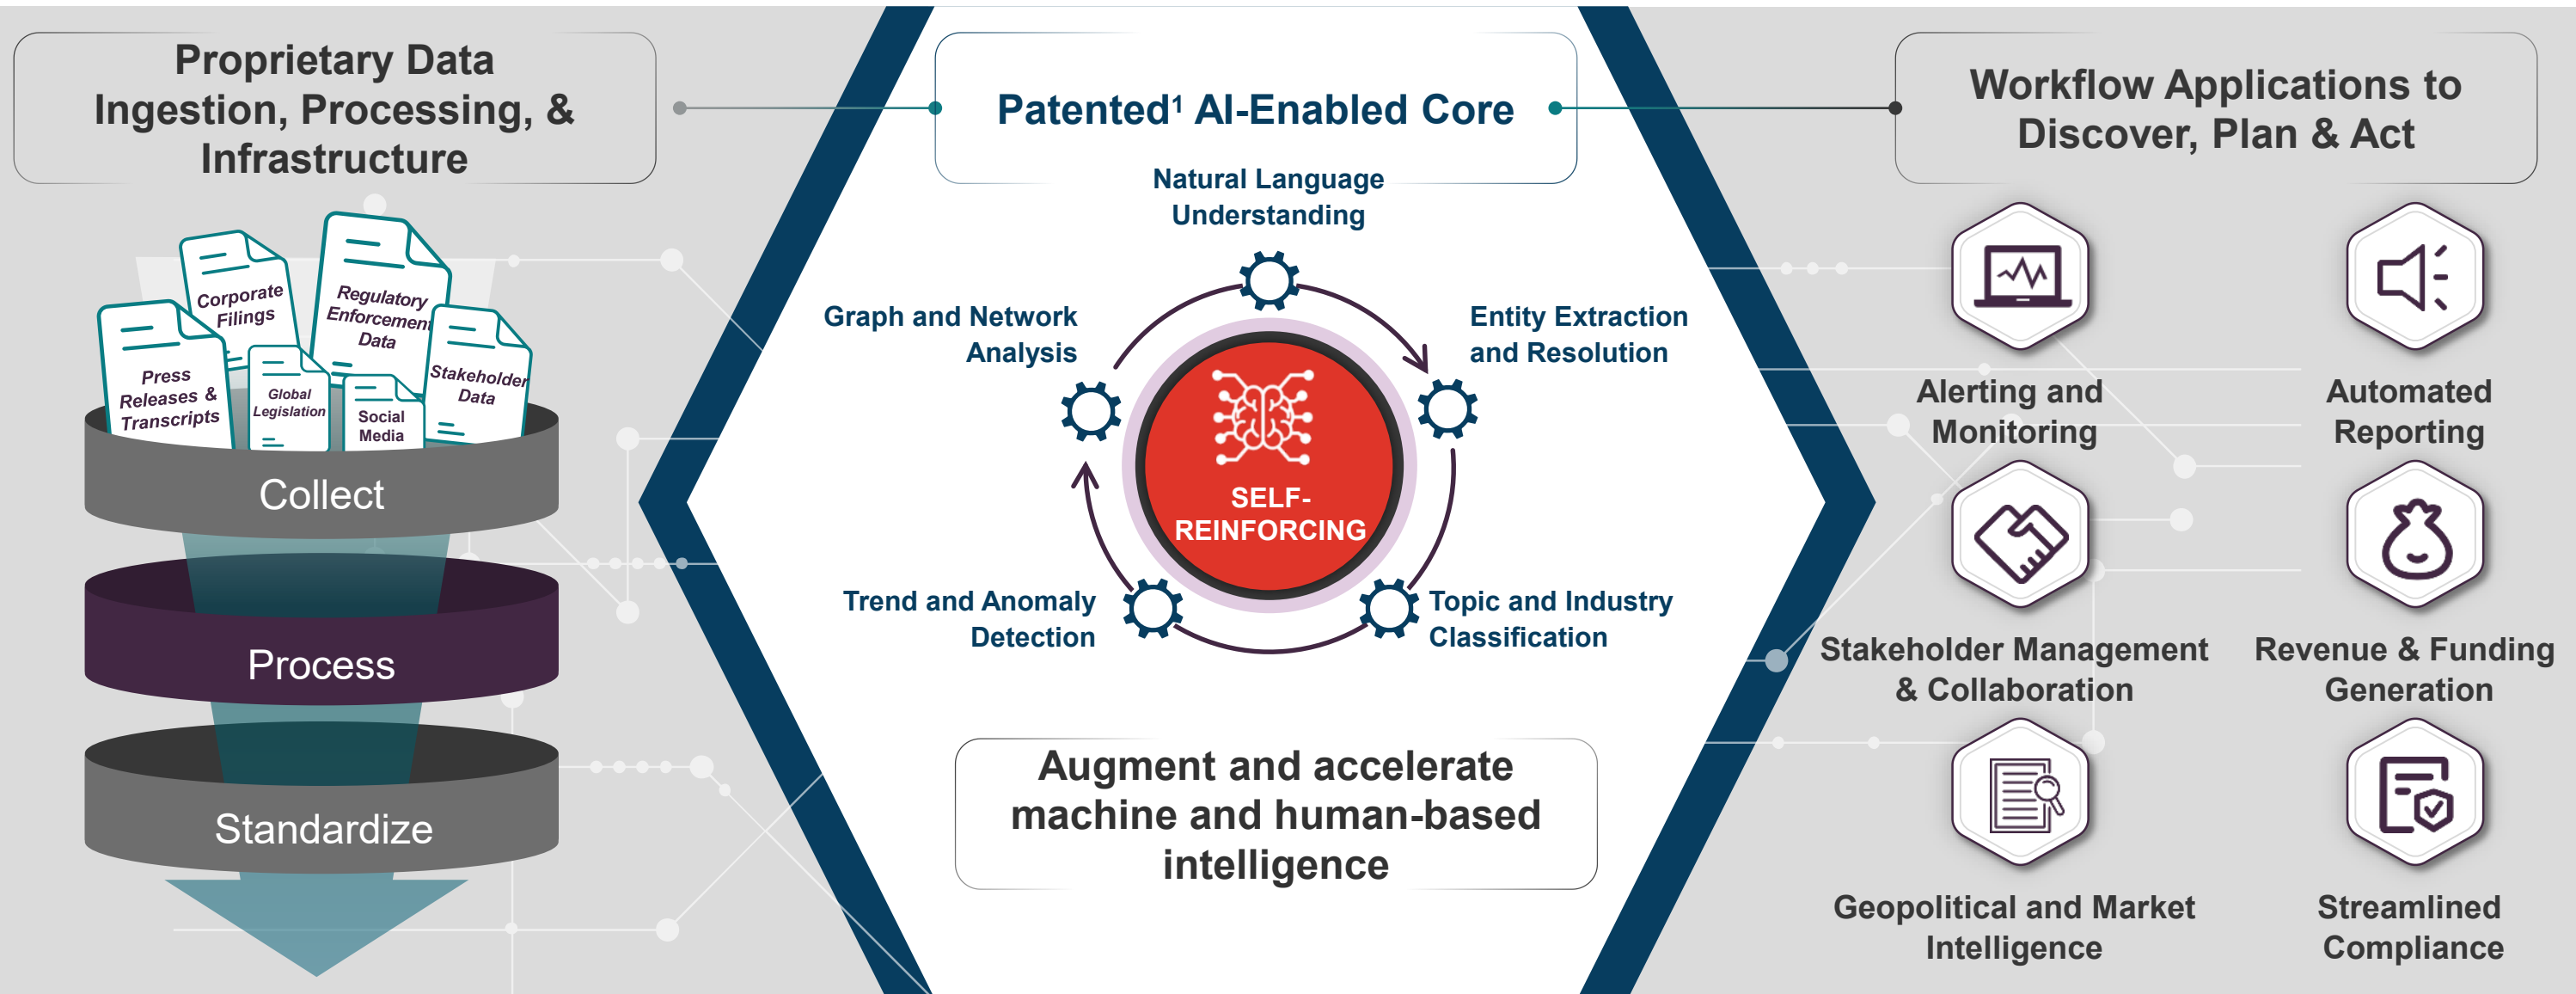 Proprietary Data
Ingestion, Processing, &
Infrastructure
Corporate
Filings
Regulatory
Enforcement
Data
Press
Releases &
Transcripts
Global
Legislation
Social
Media
Stakeholder
Data
Collect
Process
Standardize
Patented¹ AI-Enabled Core
Natural Language
Understanding
Graph and Network
Analysis
Entity Extraction
and Resolution
SELF-
REINFORCING
Trend and Anomaly
Detection
Topic and Industry
Classification
Augment and accelerate
machine and human-based
intelligence
Workflow Applications to
Discover, Plan & Act
Alerting and
Monitoring
Automated
Reporting
Stakeholder Management
& Collaboration
Revenue & Funding
Generation
Geopolitical and Market
Intelligence
Streamlined
Compliance